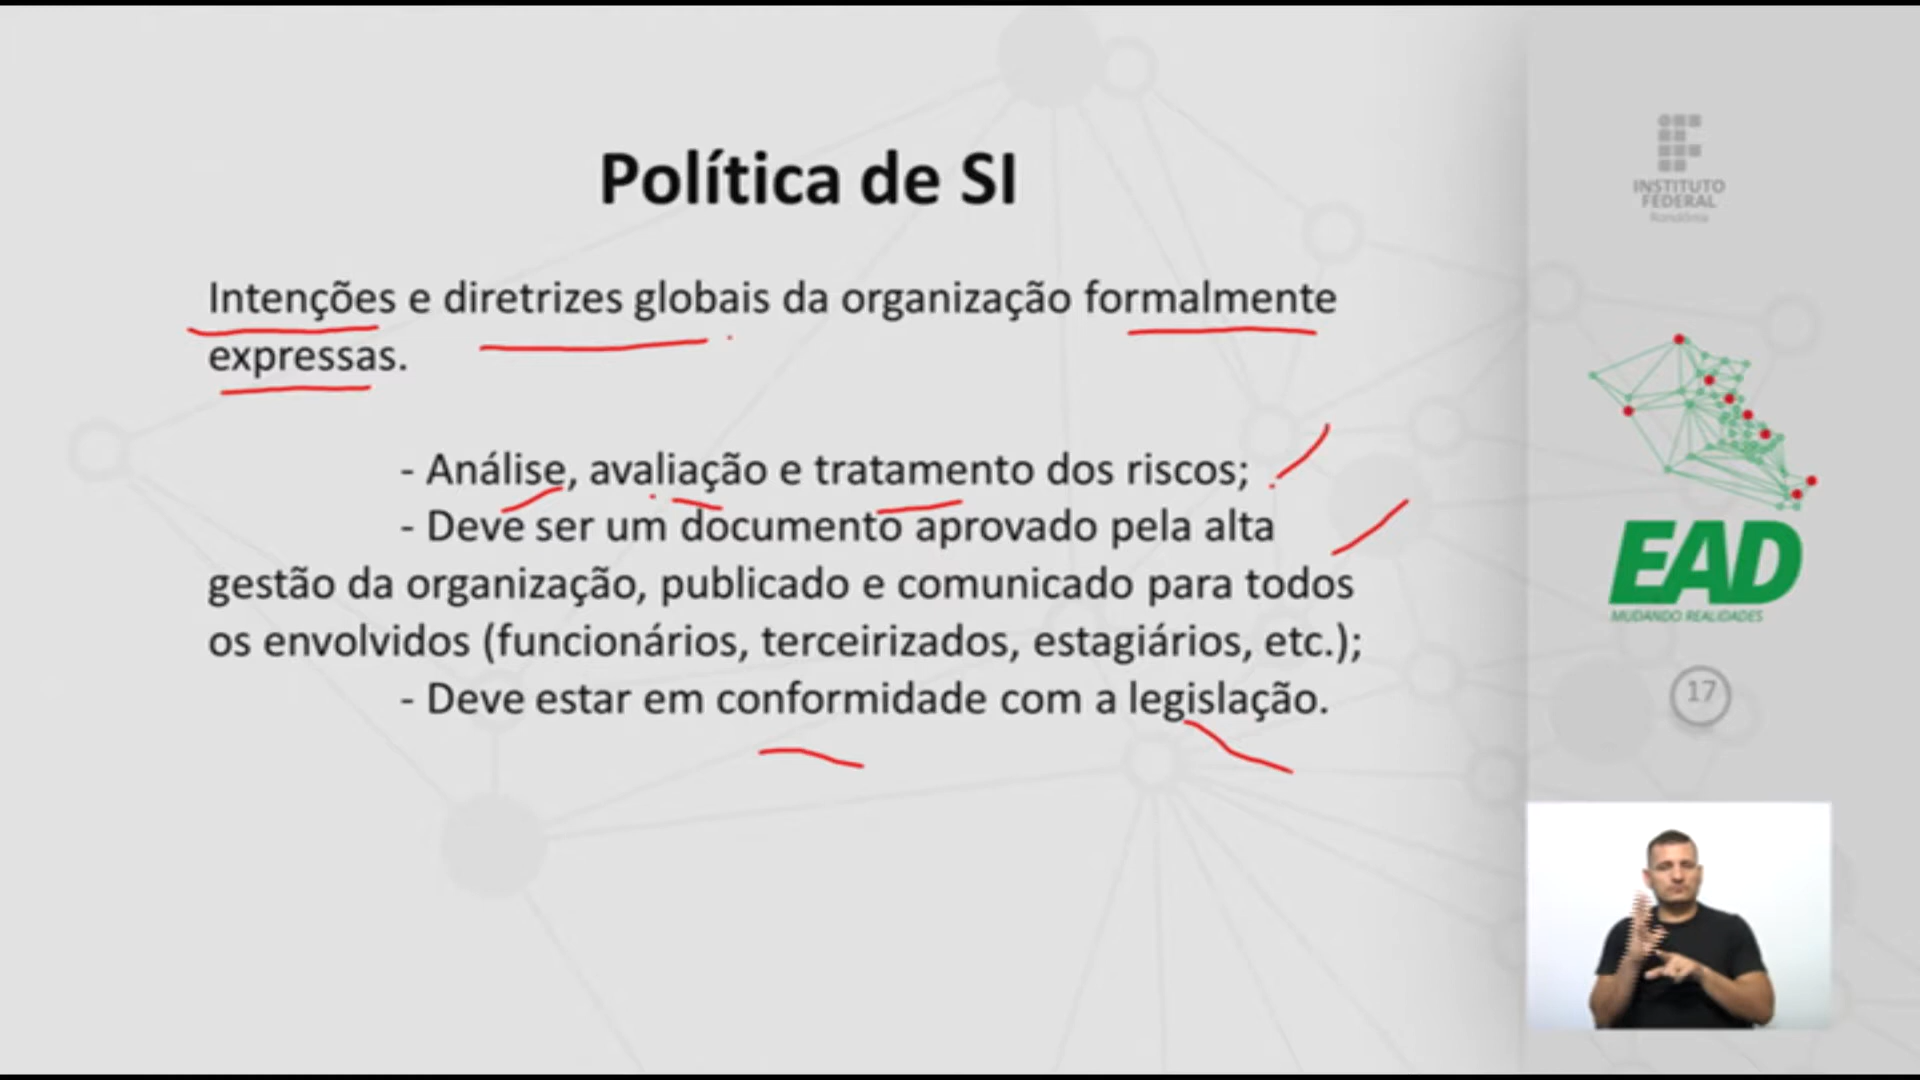 Política de SI
Intenções e diretrizes globais da organização formalmente
expressas.
- Análise, avaliação e tratamento dos riscos;
- Deve ser um documento aprovado pela alta
gestão da organização, publicado e comunicado para todos
os envolvidos (funcionários, terceirizados, estagiários, etc.);
- Deve estar em conformidade com a legislação.
INSTITUTO
FEDERAL
Rondônia
EAD
MUDANDO REALIDADES
17